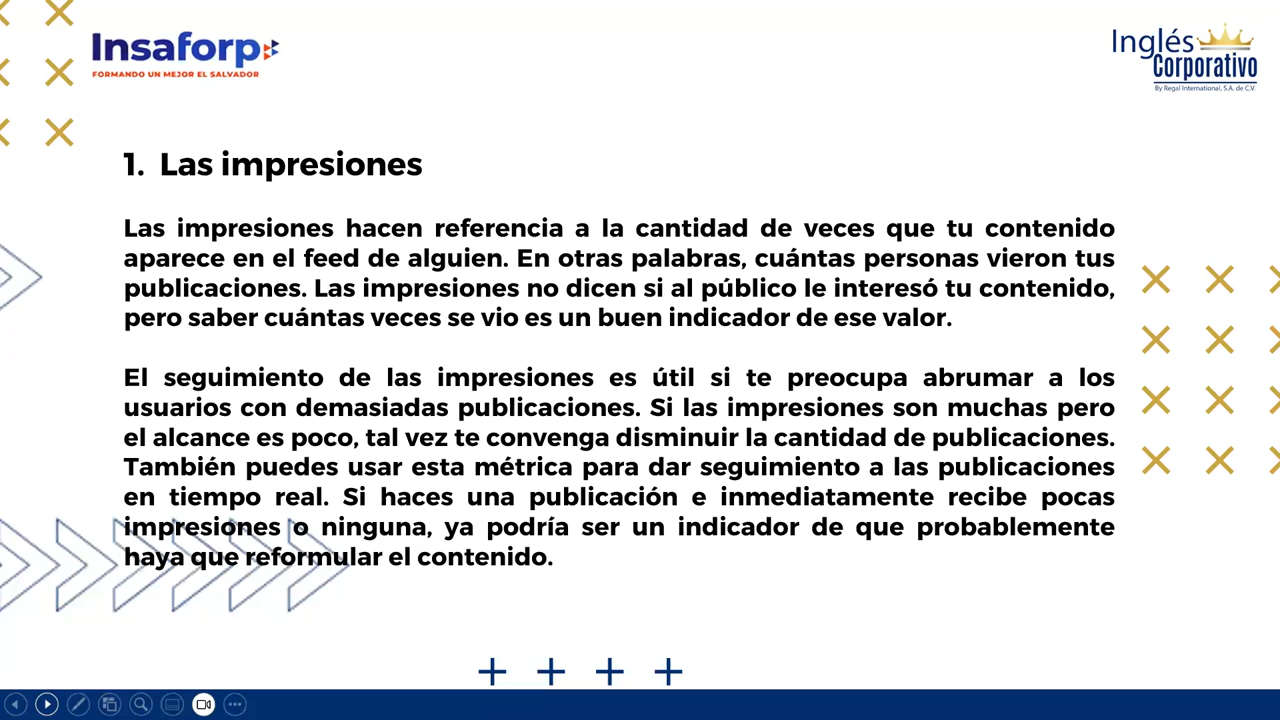 Insaforp
FORMANDO UN MEJOR EL SALVADOR
Inglés
Corporativo
By Regal International, S.A. de C.V.
1. Las impresiones
Las impresiones hacen referencia a la cantidad de veces que tu contenido
aparece en el feed de alguien. En otras palabras, cuántas personas vieron tus
publicaciones. Las impresiones no dicen si al público le interesó tu contenido,
pero saber cuántas veces se vio es un buen indicador de ese valor.
El seguimiento de las impresiones es útil si te preocupa abrumar a los
usuarios con demasiadas publicaciones. Si las impresiones son muchas pero
el alcance es poco, tal vez te convenga disminuir la cantidad de publicaciones.
También puedes usar esta métrica para dar seguimiento a las publicaciones
en tiempo real. Si haces una publicación e inmediatamente recibe pocas
impresiones o ninguna, ya podría ser un indicador de que probablemente
haya que reformular el contenido.